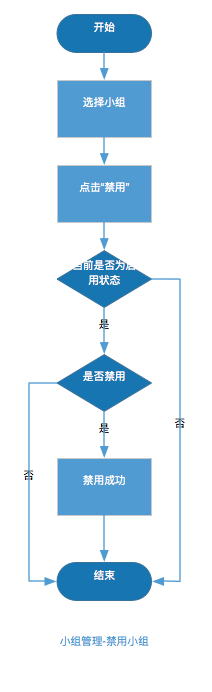 开始
选择小组
点击"禁用"
当前是否为启
用状态
是
是否禁用
是
否
否
禁用成功
结束
小组管理-禁用小组